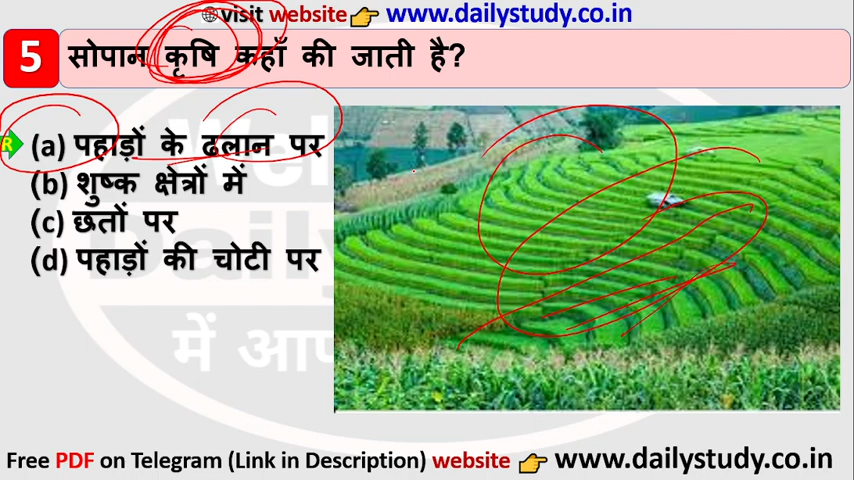 visit website 👉 www.dailystudy.co.in
5 सोपान कृषि कहाँ की जाती है?
R (a) पहाड़ों के ढलान पर
(b) शुष्क क्षेत्रों में
(c) छतों पर
(d) पहाड़ों की चोटी पर
में
Free PDF on Telegram (Link in Description) website 👉 www.dailystudy.co.in